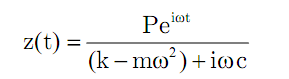 z(t) = Pe^{iωt} / ((k − mω²) + iωc)